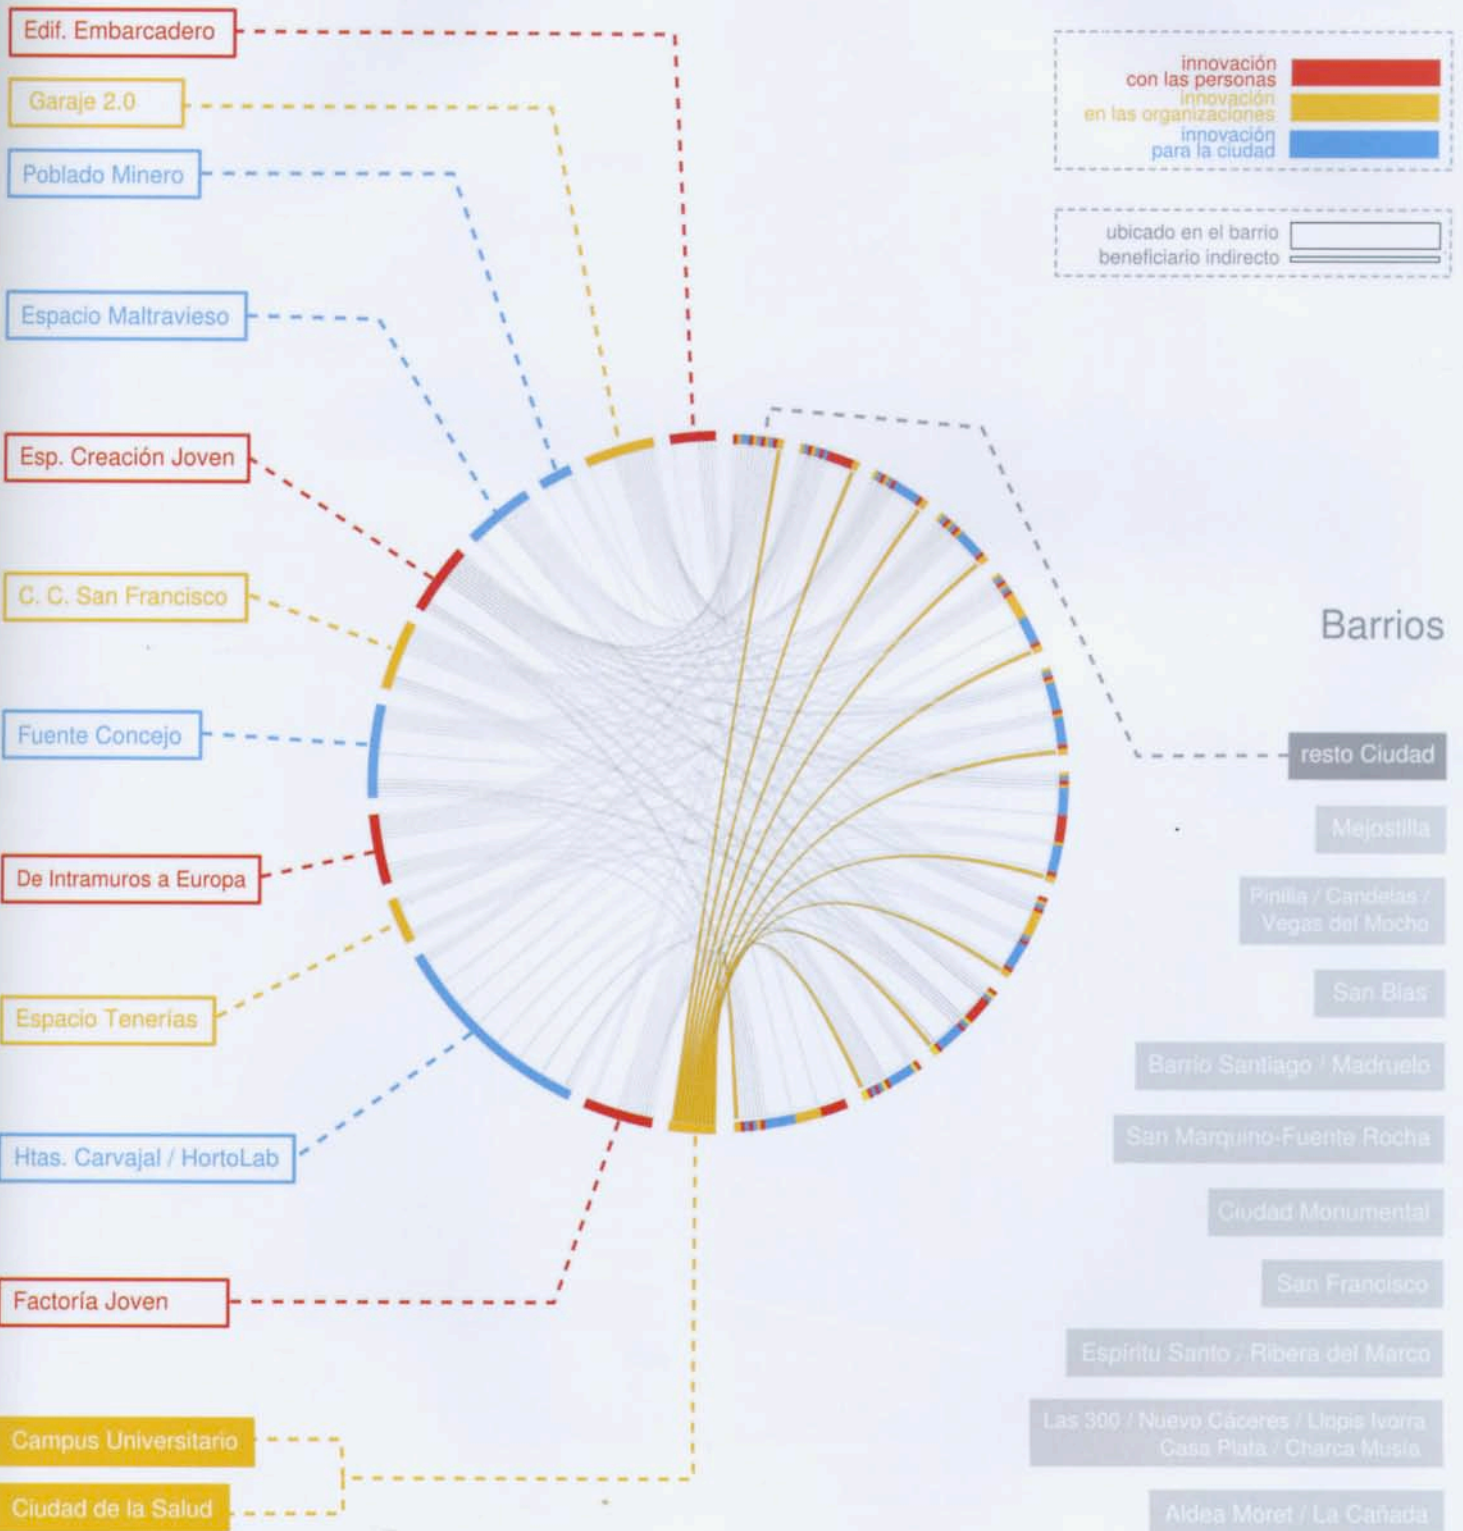 Edif. Embarcadero
Garaje 2.0
Poblado Minero
Espacio Maltravieso
Esp. Creación Joven
C. C. San Francisco
Fuente Concejo
De Intramuros a Europa
Espacio Tenerías
Htas. Carvajal / HortoLab
Factoría Joven
Campus Universitario
Ciudad de la Salud
innovación
con las personas
innovación
en las organizaciones
innovación
para la ciudad
ubicado en el barrio
beneficiario indirecto
Barrios
resto Ciudad
Mejostilla
Pinilla / Candelas /
Vegas del Mocho
San Blas
Barrio Santiago / Madruelo
San Marquino-Fuente Rocha
Ciudad Monumental
San Francisco
Espíritu Santo / Ribera del Marco
Las 300 / Nuevo Cáceres / Llopis Ivorra
Casa Plata / Charca Musia
Aldea Moret / La Cañada